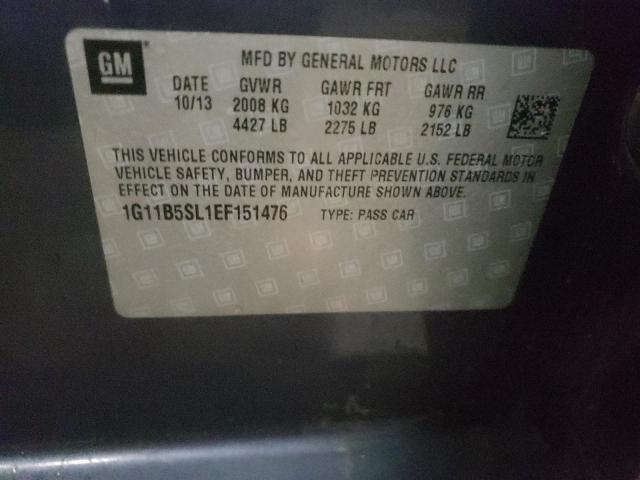 GM
MFD BY GENERAL MOTORS LLC
DATE GVWR GAWR FRT GAWR RR
10/13 2008 KG 1032 KG 976 KG
4427 LB 2275 LB 2152 LB
THIS VEHICLE CONFORMS TO ALL APPLICABLE U.S. FEDERAL MOTOR
VEHICLE SAFETY, BUMPER, AND THEFT PREVENTION STANDARDS IN
EFFECT ON THE DATE OF MANUFACTURE SHOWN ABOVE.
1G11B5SL1EF151476 TYPE: PASS CAR